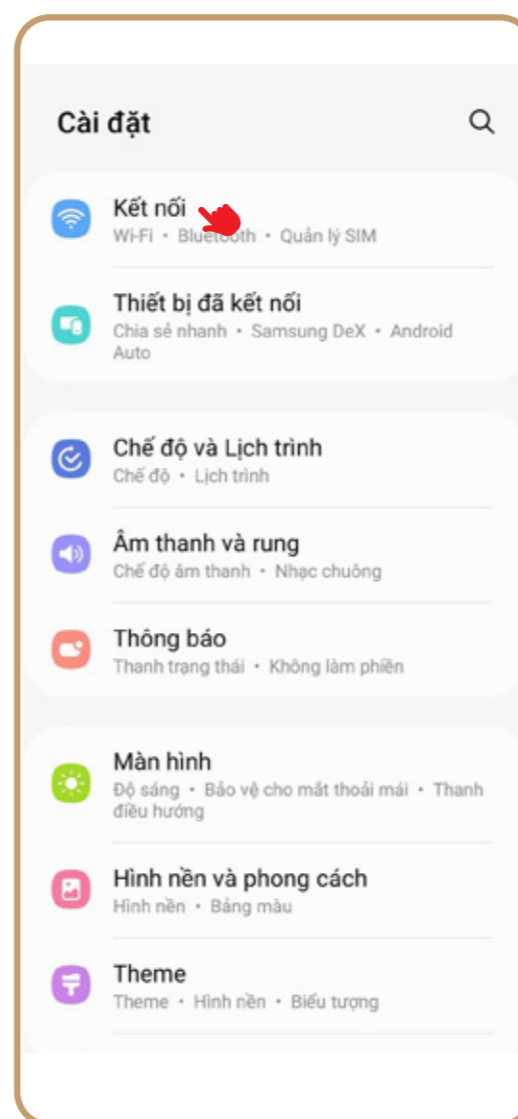 Cài đặt
Kết nối
Wi-Fi • Bluetooth • Quản lý SIM
Thiết bị đã kết nối
Chia sẻ nhanh • Samsung DeX • Android
Auto
Chế độ và Lịch trình
Chế độ • Lịch trình
Âm thanh và rung
Chế độ âm thanh • Nhạc chuông
Thông báo
Thanh trạng thái • Không làm phiền
Màn hình
Độ sáng • Bảo vệ cho mắt thoải mái • Thanh
điều hướng
Hình nền và phong cách
Hình nền • Bảng màu
Theme
Theme • Hình nền • Biểu tượng